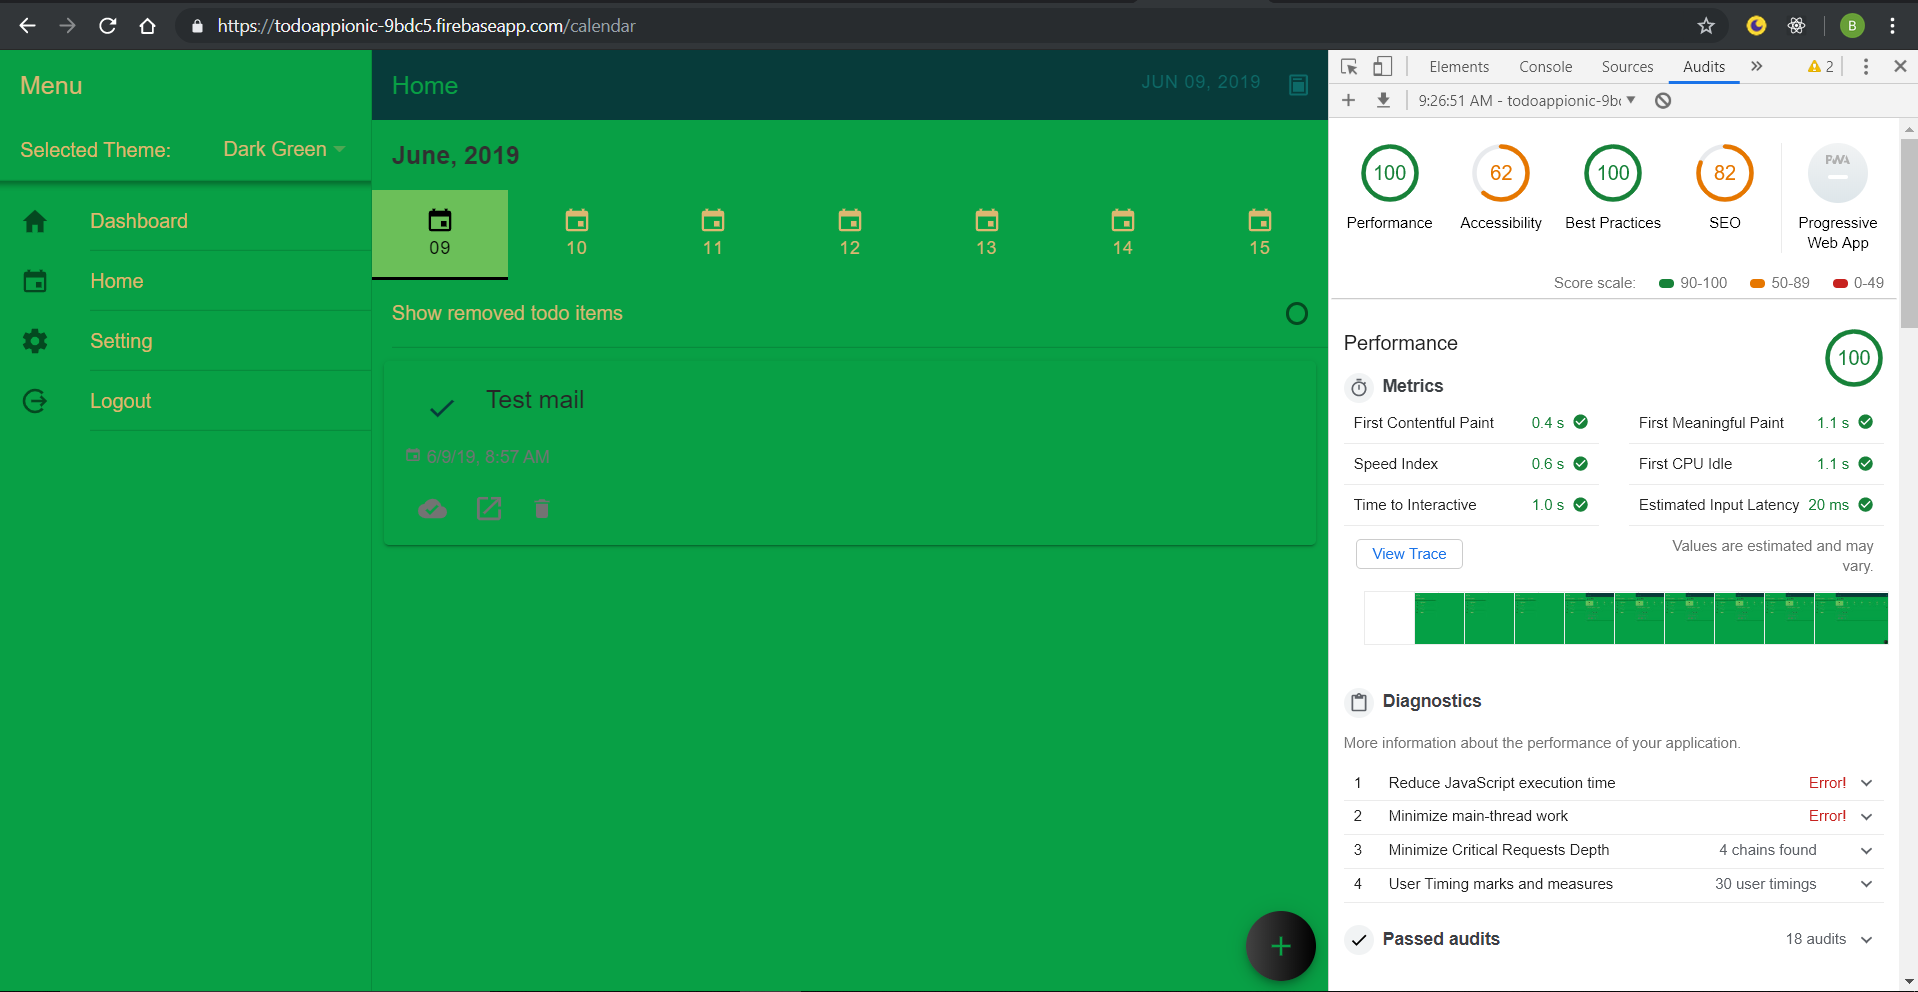 https://todoappionic-9bdc5.firebaseapp.com/calendar
B
Menu
Selected Theme: Dark Green
Dashboard
Home
Setting
Logout
Home
JUN 09, 2019
June, 2019
09 10 11 12 13 14 15
Show removed todo items
Test mail
6/9/19, 8:57 AM
Elements Console Sources Audits 2
9:26:51 AM - todoappionic-9b
100 62 100 82 PWA
Performance Accessibility Best Practices SEO Progressive
Web App
Score scale: 90-100 50-89 0-49
Performance 100
Metrics
First Contentful Paint 0.4 s First Meaningful Paint 1.1 s
Speed Index 0.6 s First CPU Idle 1.1 s
Time to Interactive 1.0 s Estimated Input Latency 20 ms
View Trace
Values are estimated and may
vary.
Diagnostics
More information about the performance of your application.
1 Reduce JavaScript execution time Error!
2 Minimize main-thread work Error!
3 Minimize Critical Requests Depth 4 chains found
4 User Timing marks and measures 30 user timings
Passed audits 18 audits